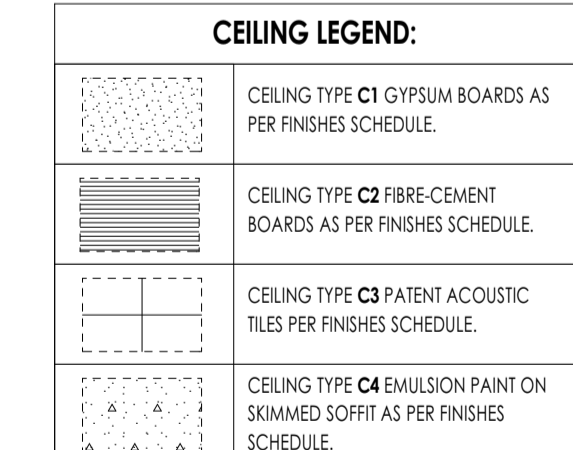 CEILING LEGEND:
CEILING TYPE C1 GYPSUM BOARDS AS
PER FINISHES SCHEDULE.
CEILING TYPE C2 FIBRE-CEMENT
BOARDS AS PER FINISHES SCHEDULE.
CEILING TYPE C3 PATENT ACOUSTIC
TILES PER FINISHES SCHEDULE.
CEILING TYPE C4 EMULSION PAINT ON
SKIMMED SOFFIT AS PER FINISHES
SCHEDULE.